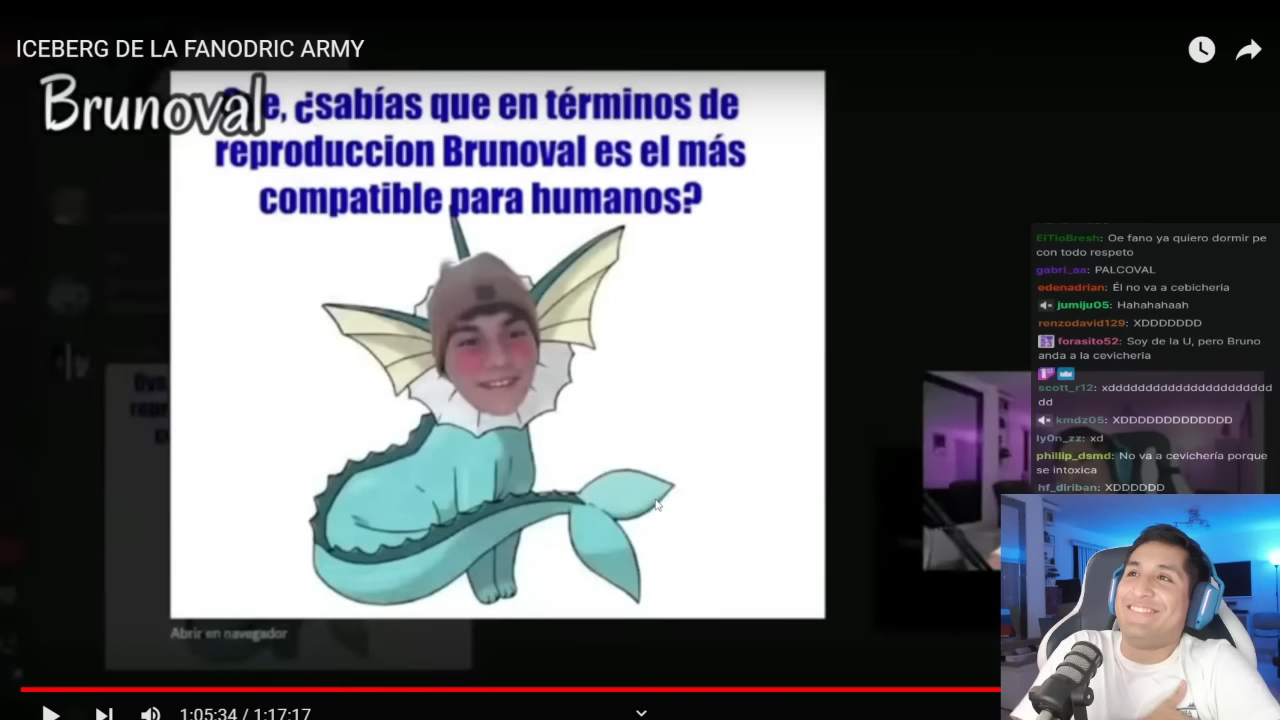 ICEBERG DE LA FANODRIC ARMY
Brunoval
e, ¿sabías que en términos de
reproduccion Brunoval es el más
compatible para humanos?
ElTioBresh: Oe fano ya quiero dormir pe
con todo respeto
gabri_aa: PALCOVAL
edenadrian: Él no va a cebicheria
jumiju05: Hahahahaah
renzodavid129: XDDDDDDD
forasito52: Soy de la U, pero Bruno
anda a la cevicheria
scott_r12: xddddddddddddddddddddddd
dd
kmdz05: XDDDDDDDDDDDDD
ly0n_zz: xd
phillip_dsmd: No va a cevichería porque
se intoxica
hf_diriban: XDDDDDD
Abrir en navegador
1:05:34 / 1:17:17